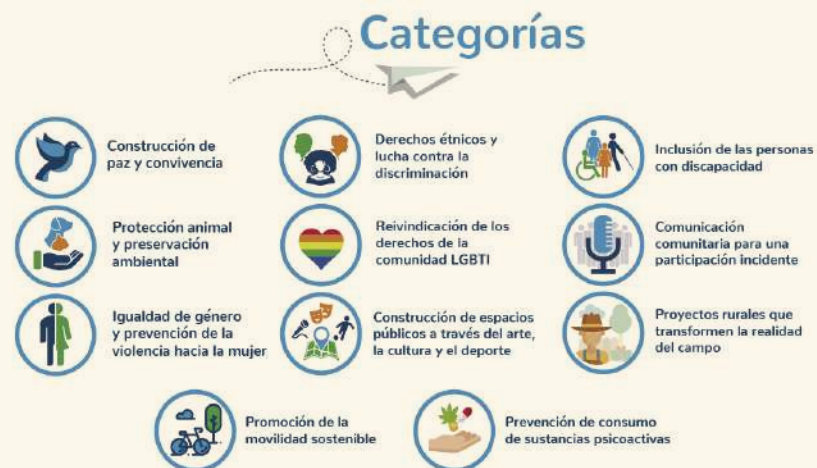 Categorías
Construcción de
paz y convivencia
Derechos étnicos y
lucha contra la
discriminación
Inclusión de las personas
con discapacidad
Protección animal
y preservación
ambiental
Reivindicación de los
derechos de la
comunidad LGBTI
Comunicación
comunitaria para una
participación incidente
Igualdad de género
y prevención de la
violencia hacia la mujer
Construcción de espacios
públicos a través del arte,
la cultura y el deporte
Proyectos rurales que
transformen la realidad
del campo
Promoción de la
movilidad sostenible
Prevención de consumo
de sustancias psicoactivas